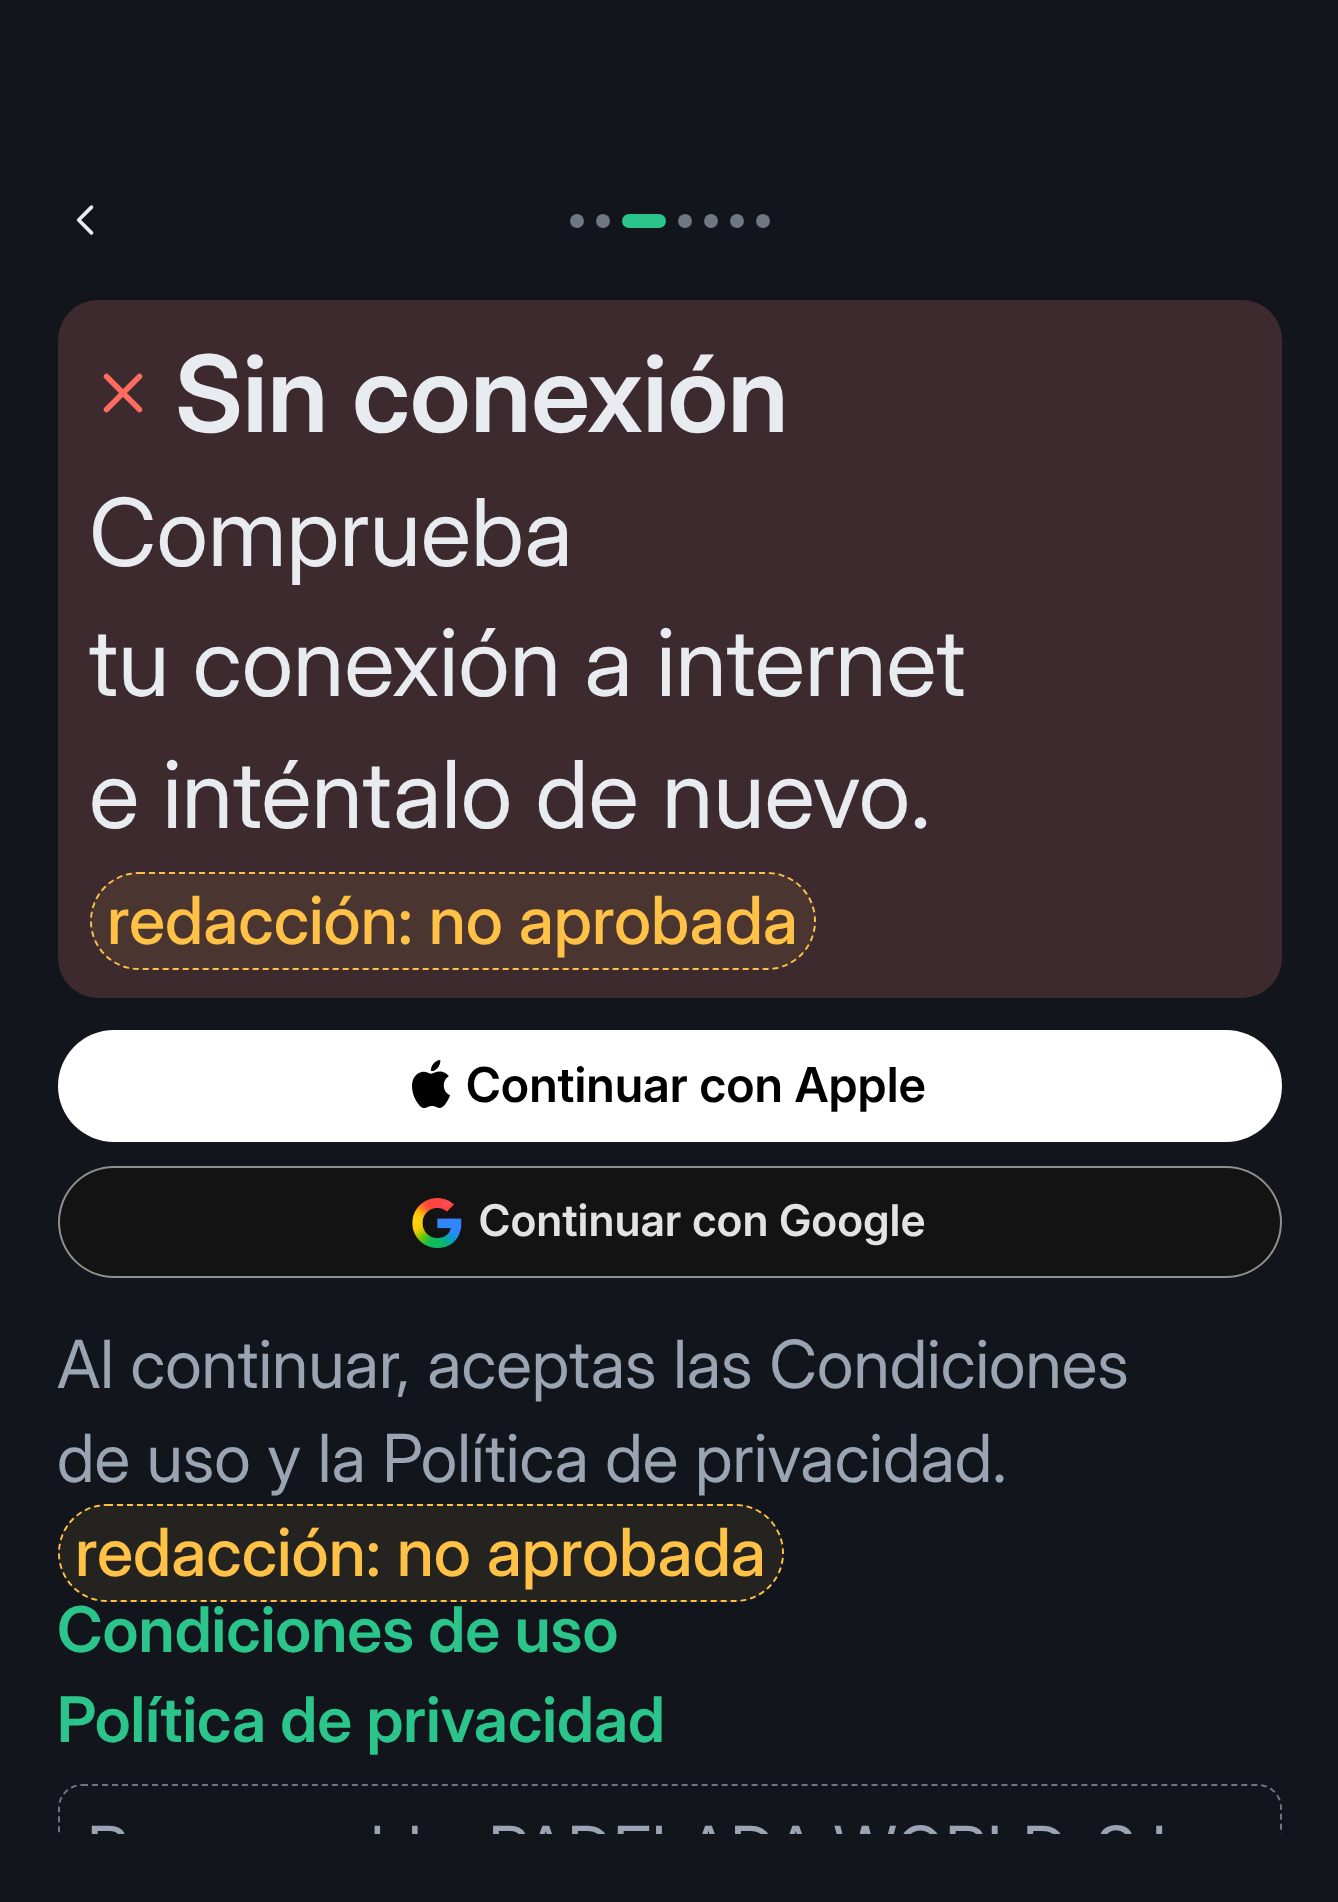 Sin conexión
Comprueba
tu conexión a internet
e inténtalo de nuevo.
redacción: no aprobada
Continuar con Apple
Continuar con Google
Al continuar, aceptas las Condiciones
de uso y la Política de privacidad.
redacción: no aprobada
Condiciones de uso
Política de privacidad
PADELADA WORLD